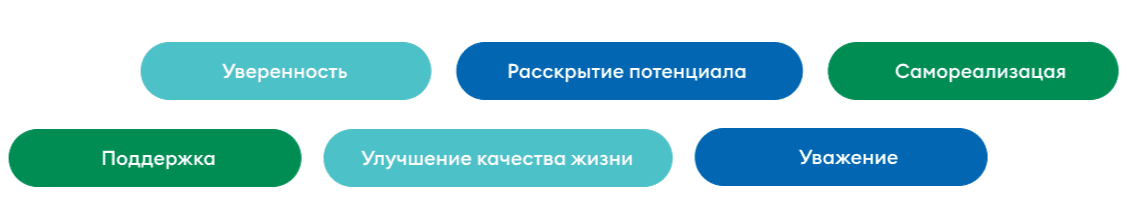 Уверенность
Расскрытие потенциала
Самореализацая
Поддержка
Улучшение качества жизни
Уважение